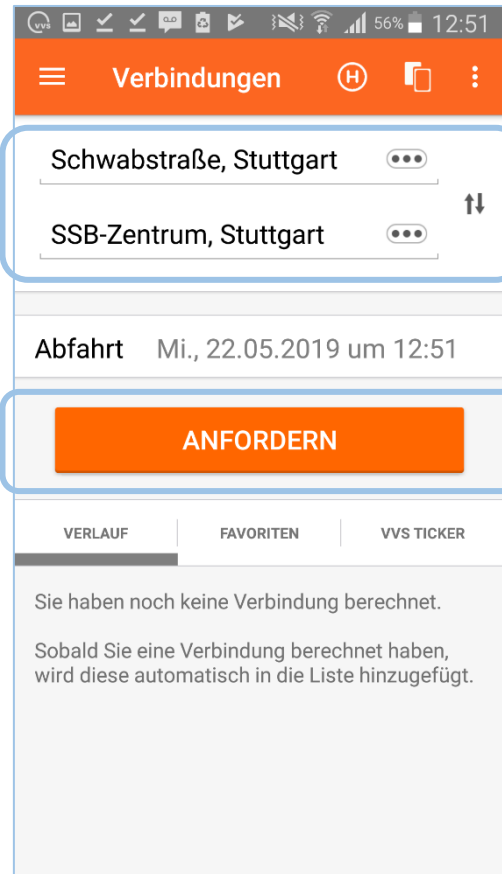 vvs 56% 12:51
Verbindungen H
Schwabstraße, Stuttgart
SSB-Zentrum, Stuttgart
Abfahrt Mi., 22.05.2019 um 12:51
ANFORDERN
VERLAUF FAVORITEN VVS TICKER
Sie haben noch keine Verbindung berechnet.
Sobald Sie eine Verbindung berechnet haben,
wird diese automatisch in die Liste hinzugefügt.